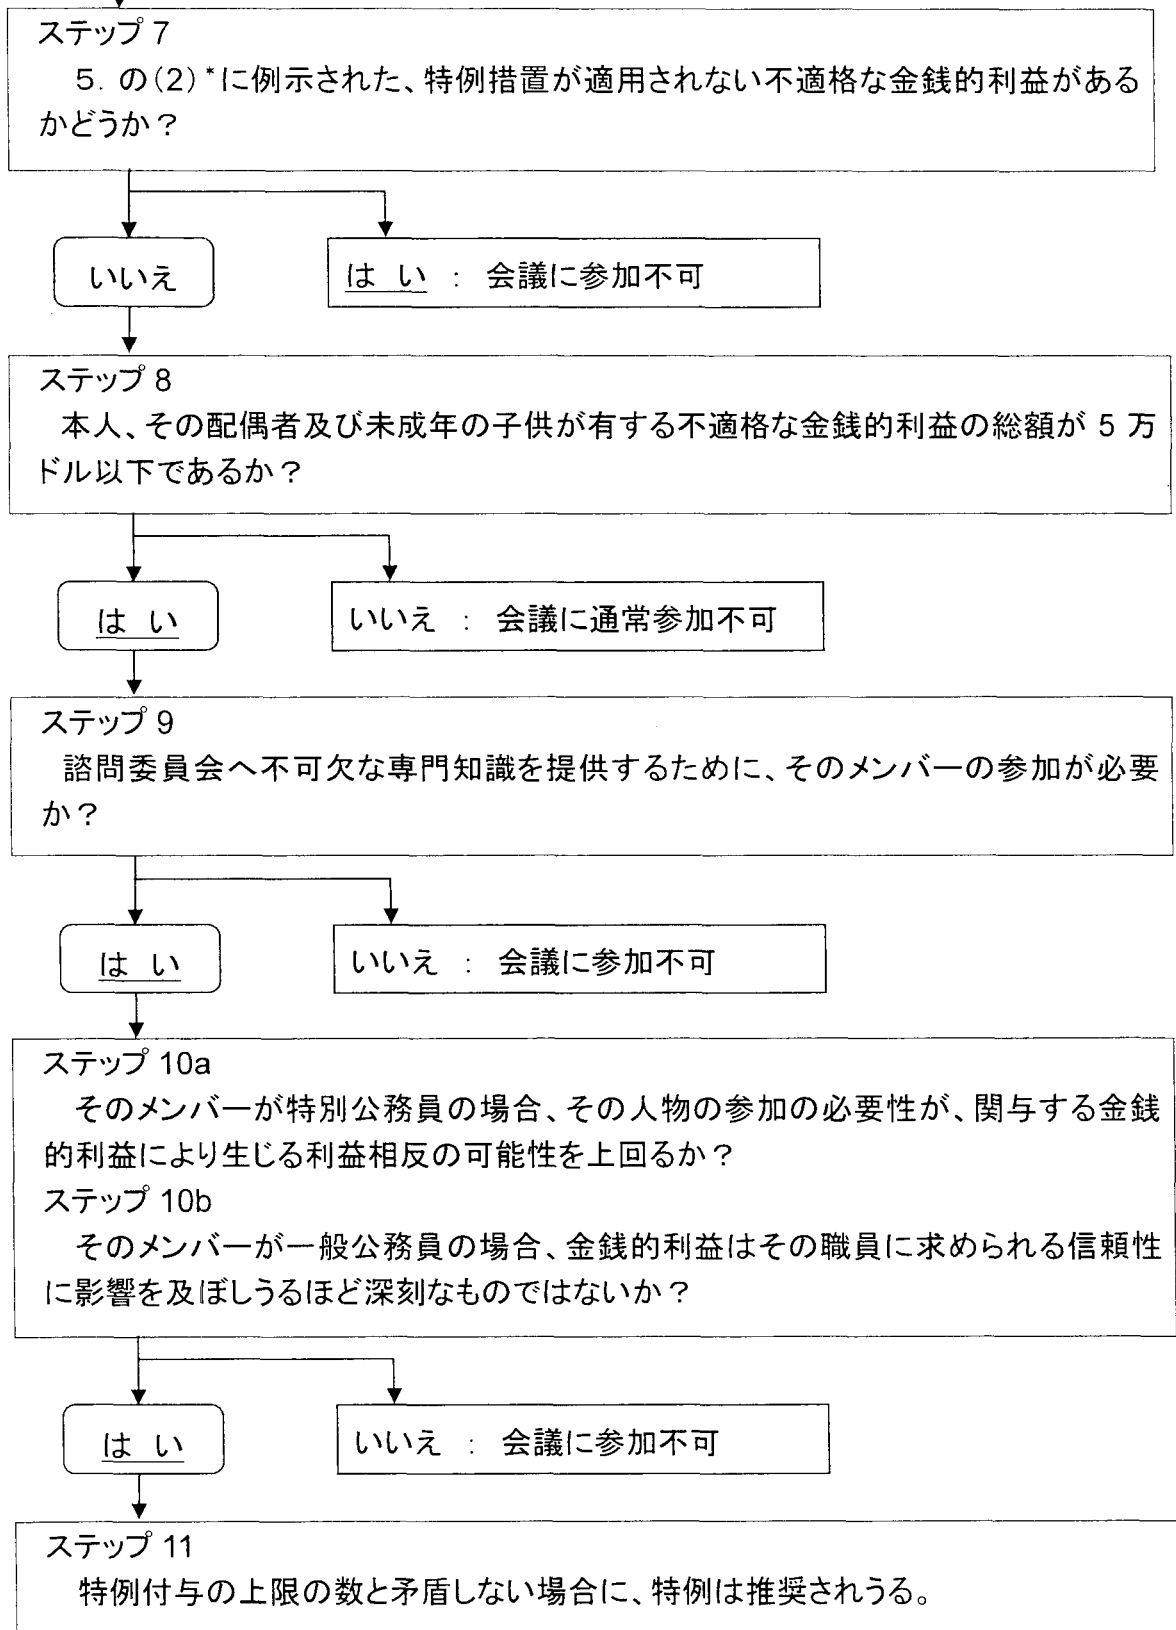 ステップ 7
5. の(2)*に例示された、特例措置が適用されない不適格な金銭的利益がある
かどうか?
いいえ
は い : 会議に参加不可
ステップ 8
本人、その配偶者及び未成年の子供が有する不適格な金銭的利益の総額が 5 万
ドル以下であるか?
は い
いいえ : 会議に通常参加不可
ステップ 9
諮問委員会へ不可欠な専門知識を提供するために、そのメンバーの参加が必要
か?
は い
いいえ : 会議に参加不可
ステップ 10a
そのメンバーが特別公務員の場合、その人物の参加の必要性が、関与する金銭
的利益により生じる利益相反の可能性を上回るか?
ステップ 10b
そのメンバーが一般公務員の場合、金銭的利益はその職員に求められる信頼性
に影響を及ぼしうるほど深刻なものではないか?
は い
いいえ : 会議に参加不可
ステップ 11
特例付与の上限の数と矛盾しない場合に、特例は推奨されうる。